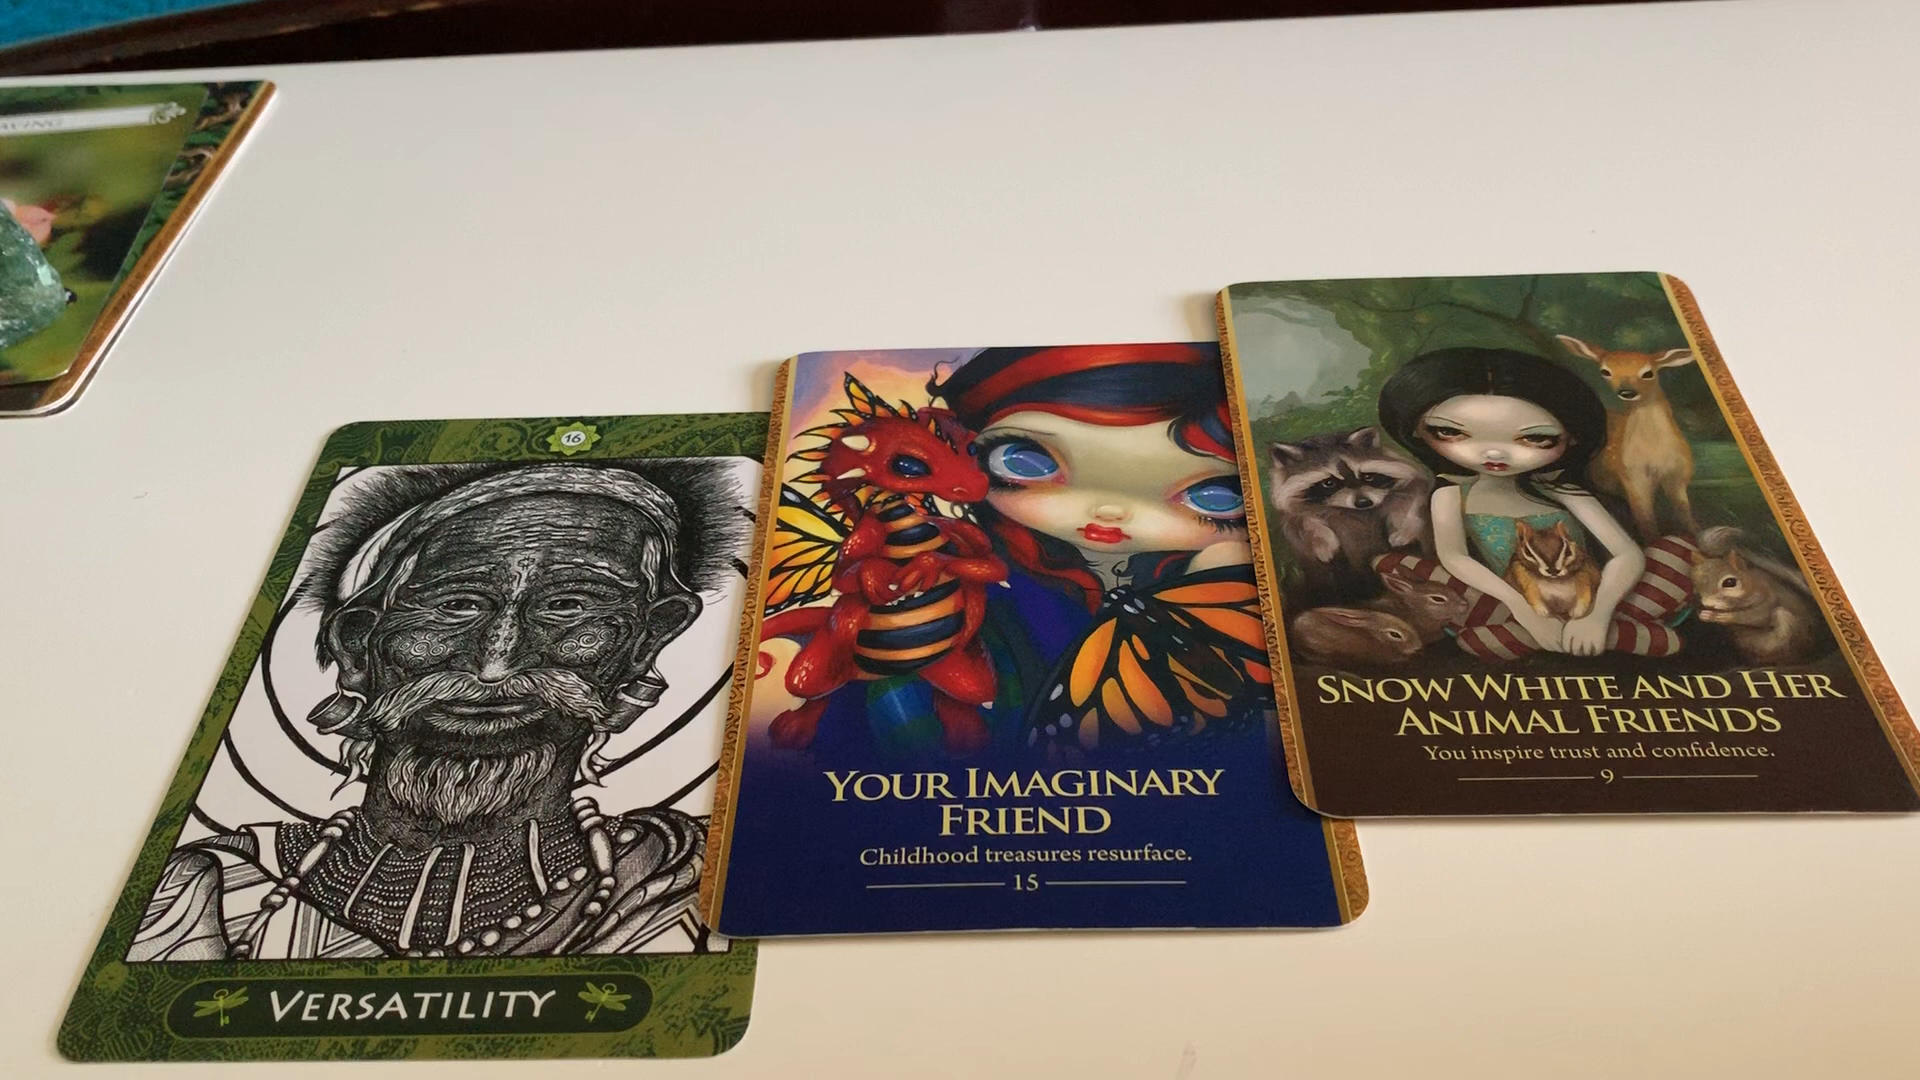 16
VERSATILITY
YOUR IMAGINARY
FRIEND
Childhood treasures resurface.
15
SNOW WHITE AND HER
ANIMAL FRIENDS
You inspire trust and confidence.
9